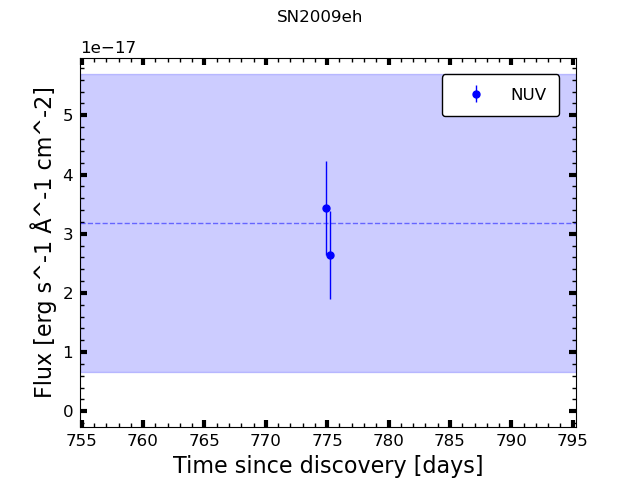 SN2009eh
1e−17
NUV
5
4
3
2
1
0
Flux [erg s^-1 Å^-1 cm^-2]
755 760 765 770 775 780 785 790 795
Time since discovery [days]